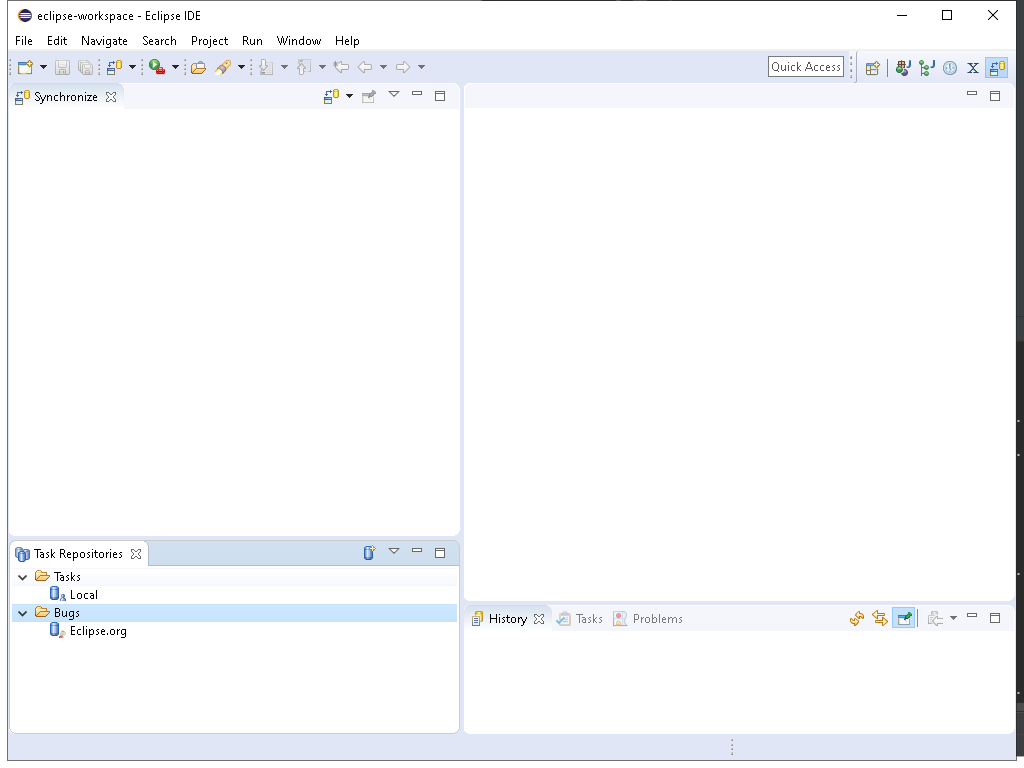 eclipse-workspace - Eclipse IDE
File Edit Navigate Search Project Run Window Help
Quick Access
Synchronize
Task Repositories
Tasks
Local
Bugs
Eclipse.org
History Tasks Problems